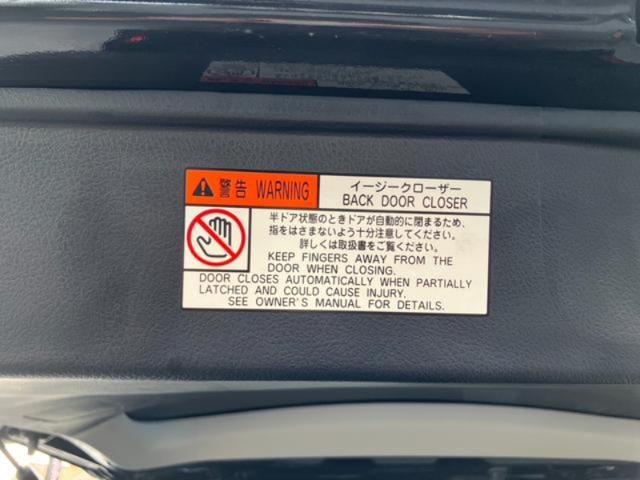 警告 WARNING
イージークローザー
BACK DOOR CLOSER
半ドア状態のときドアが自動的に閉まるため、
指をはさまないよう十分注意してください。
詳しくは取扱書をご覧ください。
KEEP FINGERS AWAY FROM THE
DOOR WHEN CLOSING.
DOOR CLOSES AUTOMATICALLY WHEN PARTIALLY
LATCHED AND COULD CAUSE INJURY.
SEE OWNER'S MANUAL FOR DETAILS.